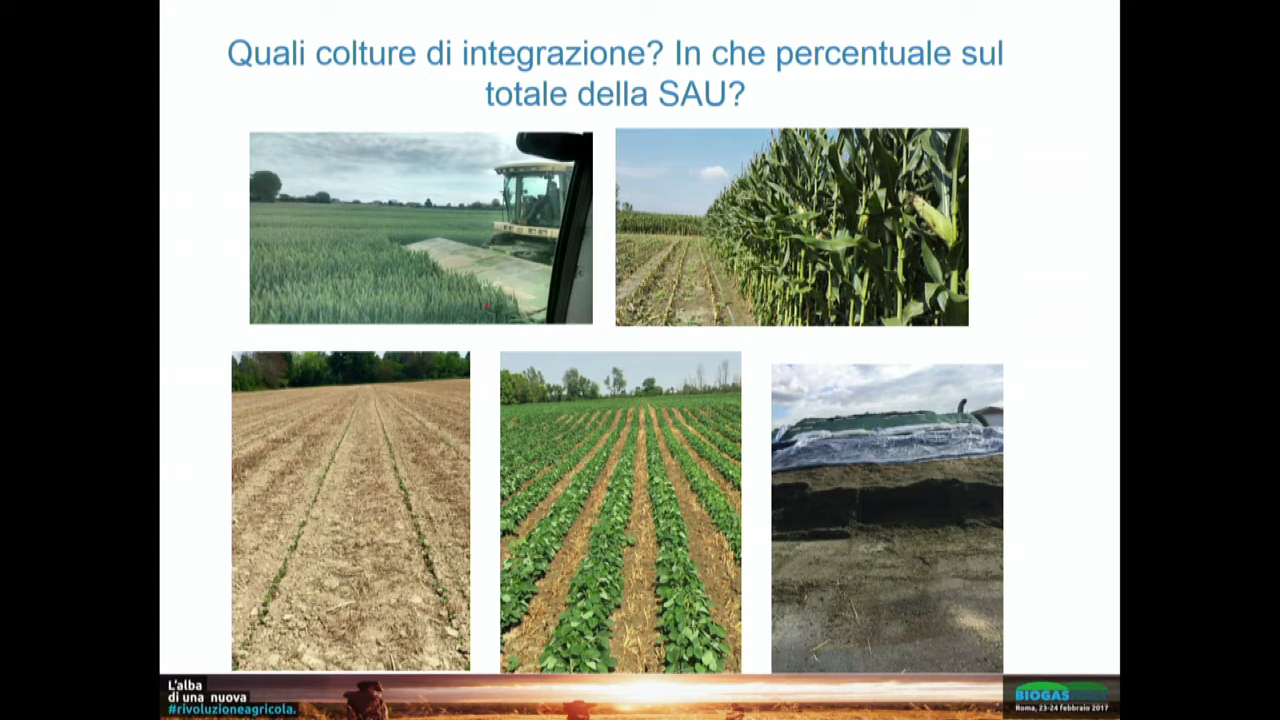 Quali colture di integrazione? In che percentuale sul
totale della SAU?
L'alba
di una nuova
#rivoluzioneagricola.
BIOGAS
Roma, 23-24 febbraio 2017